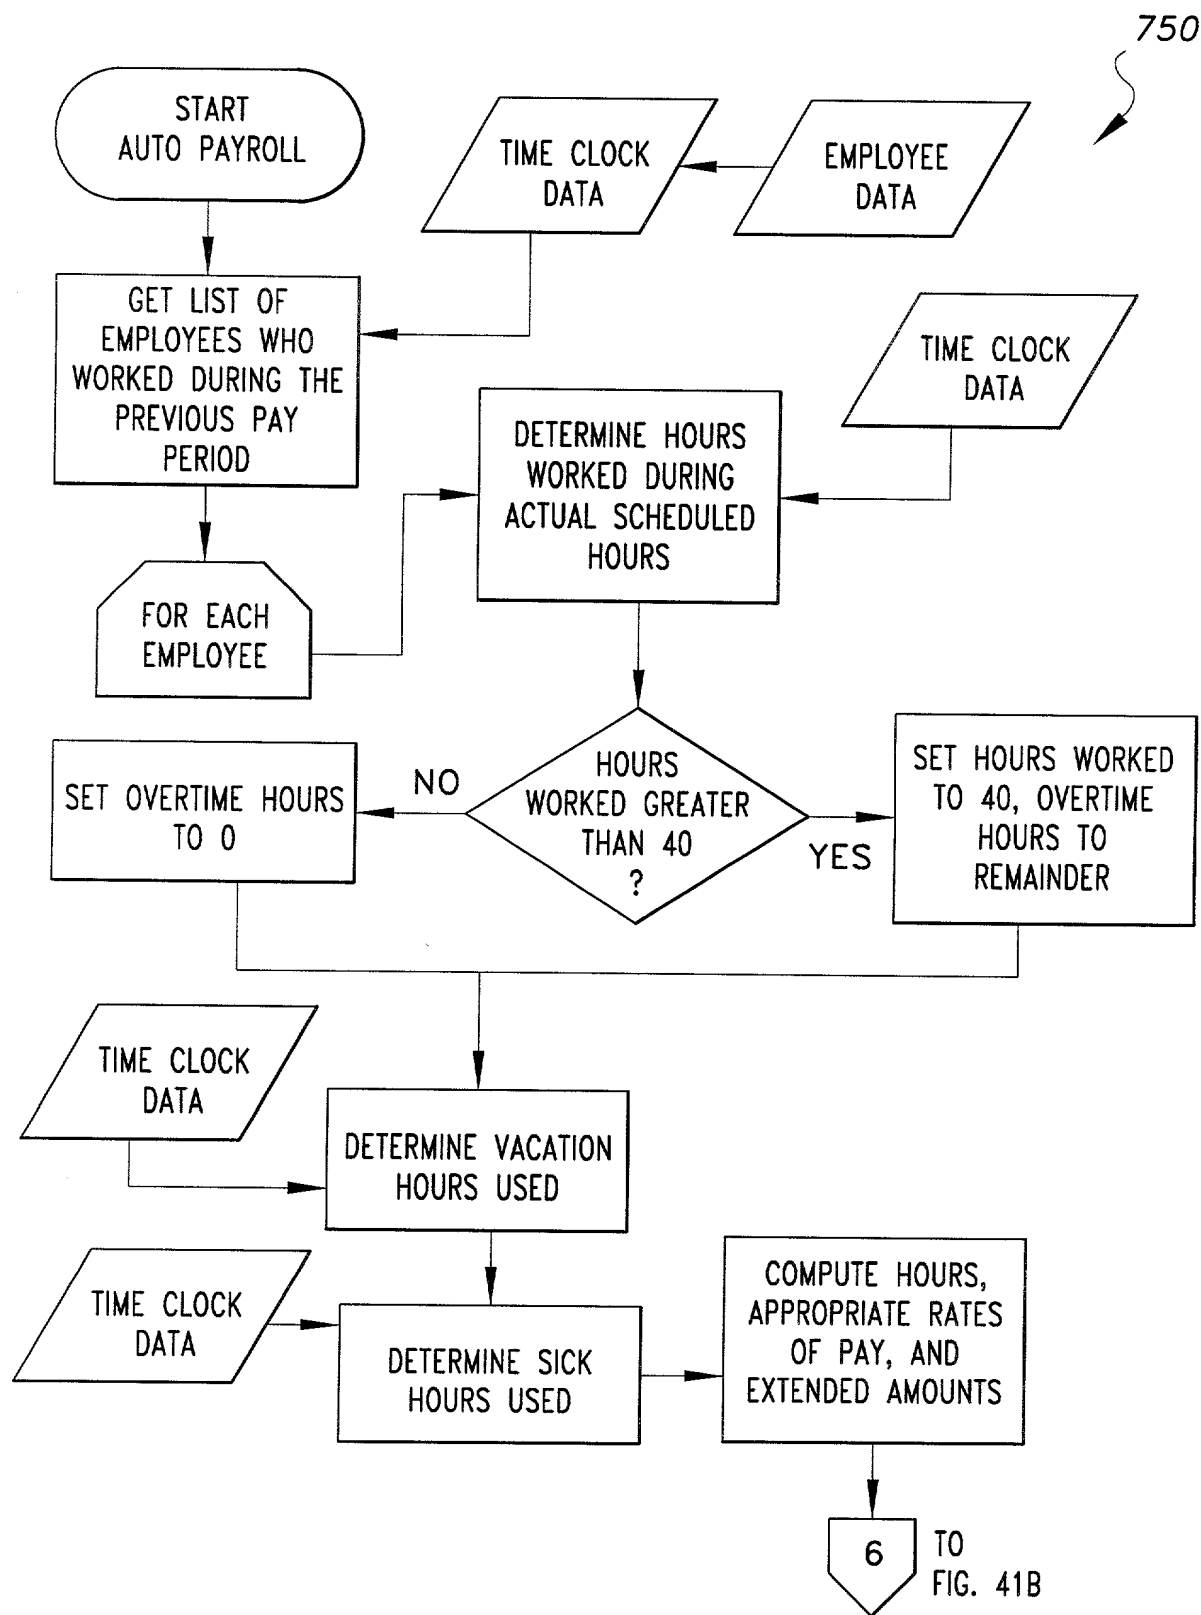 750
START
AUTO PAYROLL
TIME CLOCK
DATA
EMPLOYEE
DATA
GET LIST OF
EMPLOYEES WHO
WORKED DURING THE
PREVIOUS PAY
PERIOD
TIME CLOCK
DATA
DETERMINE HOURS
WORKED DURING
ACTUAL SCHEDULED
HOURS
FOR EACH
EMPLOYEE
HOURS
WORKED GREATER
THAN 40
?
NO
YES
SET OVERTIME HOURS
TO 0
SET HOURS WORKED
TO 40, OVERTIME
HOURS TO
REMAINDER
TIME CLOCK
DATA
DETERMINE VACATION
HOURS USED
TIME CLOCK
DATA
DETERMINE SICK
HOURS USED
COMPUTE HOURS,
APPROPRIATE RATES
OF PAY, AND
EXTENDED AMOUNTS
6
TO
FIG. 41B